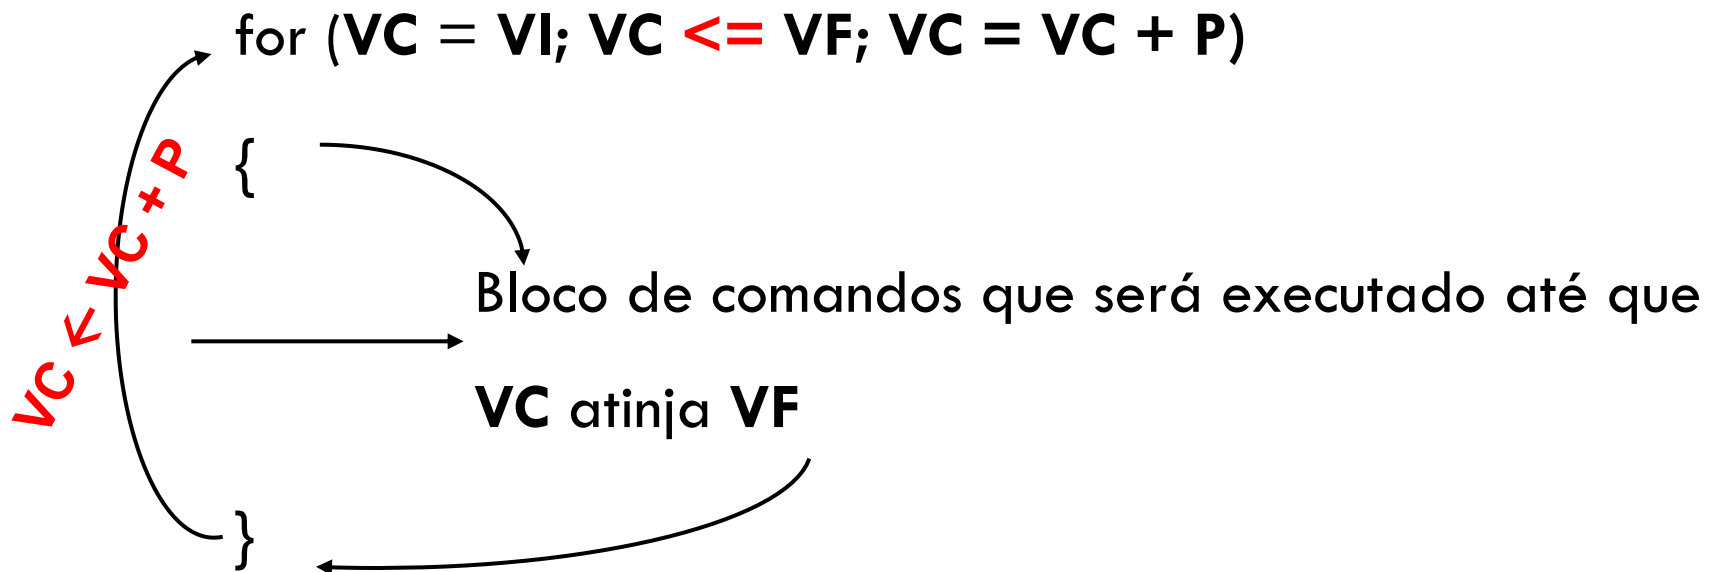 for (VC = VI; VC <= VF; VC = VC + P)
{
VC ← VC + P
Bloco de comandos que será executado até que
VC atinja VF
}